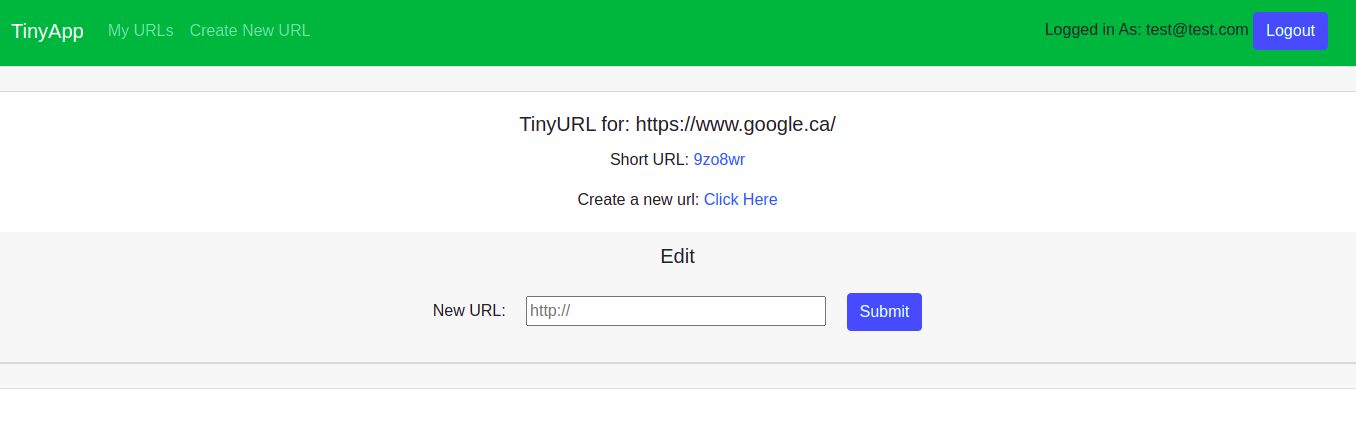 TinyApp My URLs Create New URL Logged in As: test@test.com Logout
TinyURL for: https://www.google.ca/
Short URL: 9zo8wr
Create a new url: Click Here
Edit
New URL: http:// Submit